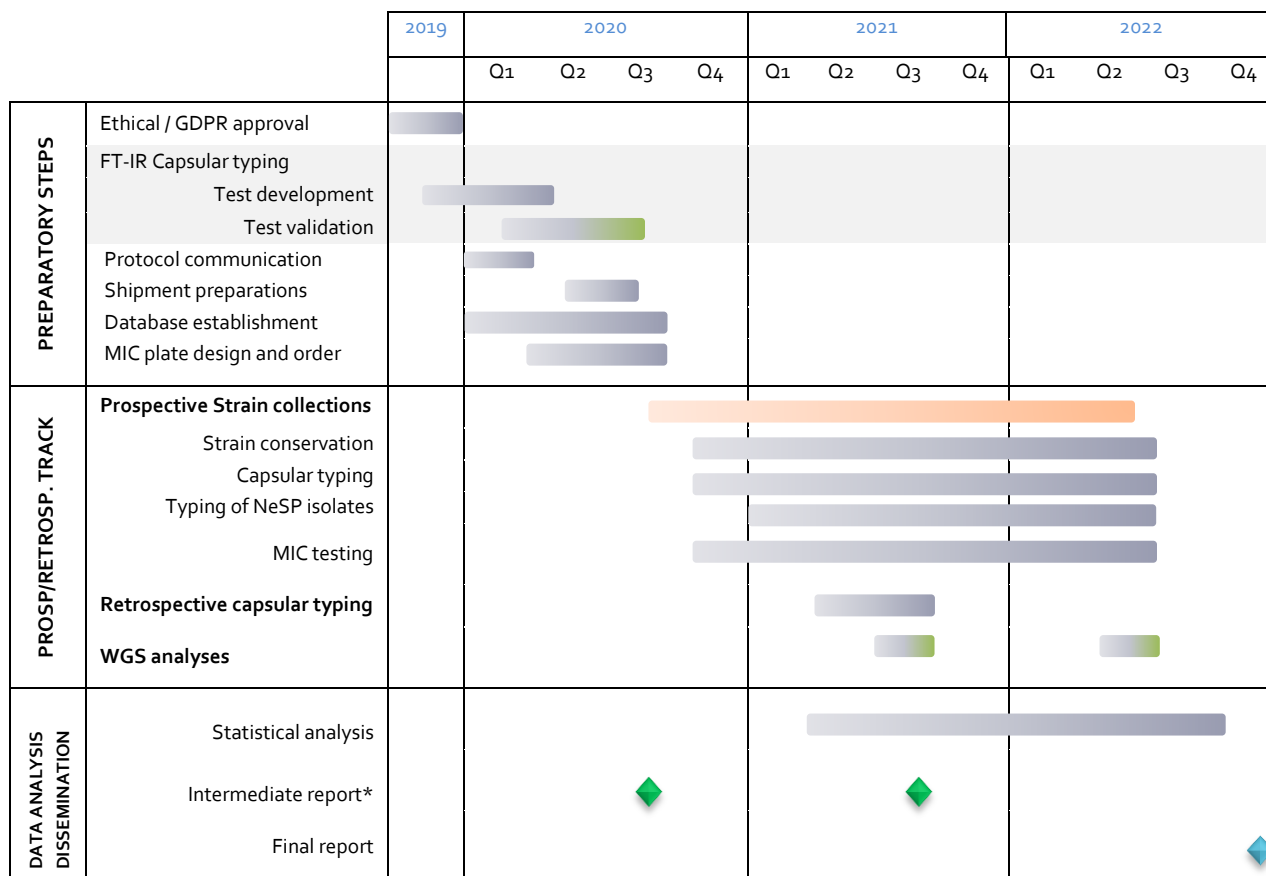 2019 2020 2021 2022
Q1 Q2 Q3 Q4 Q1 Q2 Q3 Q4 Q1 Q2 Q3 Q4
PREPARATORY STEPS
Ethical / GDPR approval
FT-IR Capsular typing
Test development
Test validation
Protocol communication
Shipment preparations
Database establishment
MIC plate design and order
PROSP/RETROSP. TRACK
Prospective Strain collections
Strain conservation
Capsular typing
Typing of NeSP isolates
MIC testing
Retrospective capsular typing
WGS analyses
DATA ANALYSIS
DISSEMINATION
Statistical analysis
Intermediate report*
Final report